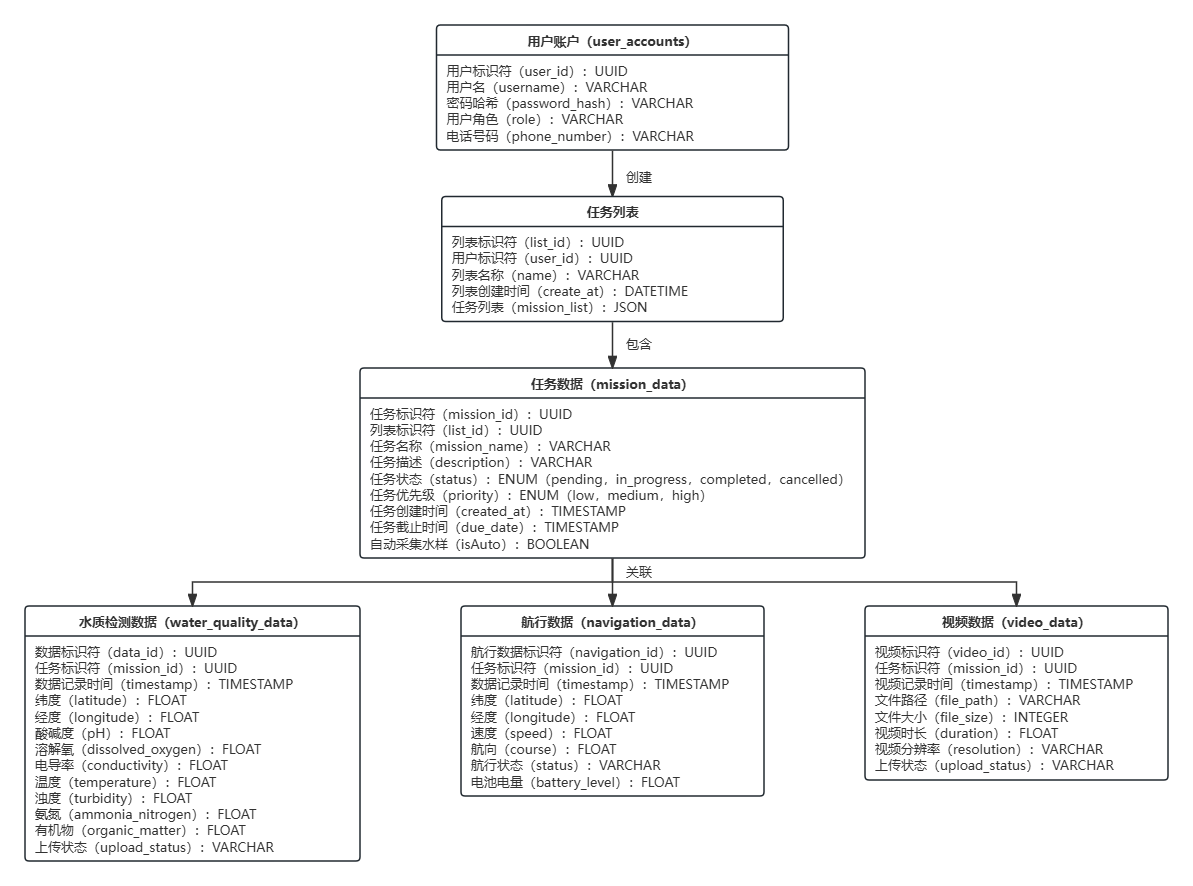 用户账户（user_accounts）
用户标识符（user_id）：UUID
用户名（username）：VARCHAR
密码哈希（password_hash）：VARCHAR
用户角色（role）：VARCHAR
电话号码（phone_number）：VARCHAR
创建
任务列表
列表标识符（list_id）：UUID
用户标识符（user_id）：UUID
列表名称（name）：VARCHAR
列表创建时间（create_at）：DATETIME
任务列表（mission_list）：JSON
包含
任务数据（mission_data）
任务标识符（mission_id）：UUID
列表标识符（list_id）：UUID
任务名称（mission_name）：VARCHAR
任务描述（description）：VARCHAR
任务状态（status）：ENUM（pending，in_progress，completed，cancelled）
任务优先级（priority）：ENUM（low，medium，high）
任务创建时间（created_at）：TIMESTAMP
任务截止时间（due_date）：TIMESTAMP
自动采集水样（isAuto）：BOOLEAN
关联
水质检测数据（water_quality_data）
数据标识符（data_id）：UUID
任务标识符（mission_id）：UUID
数据记录时间（timestamp）：TIMESTAMP
纬度（latitude）：FLOAT
经度（longitude）：FLOAT
酸碱度（pH）：FLOAT
溶解氧（dissolved_oxygen）：FLOAT
电导率（conductivity）：FLOAT
温度（temperature）：FLOAT
浊度（turbidity）：FLOAT
氨氮（ammonia_nitrogen）：FLOAT
有机物（organic_matter）：FLOAT
上传状态（upload_status）：VARCHAR
航行数据（navigation_data）
航行数据标识符（navigation_id）：UUID
任务标识符（mission_id）：UUID
数据记录时间（timestamp）：TIMESTAMP
纬度（latitude）：FLOAT
经度（longitude）：FLOAT
速度（speed）：FLOAT
航向（course）：FLOAT
航行状态（status）：VARCHAR
电池电量（battery_level）：FLOAT
视频数据（video_data）
视频标识符（video_id）：UUID
任务标识符（mission_id）：UUID
视频记录时间（timestamp）：TIMESTAMP
文件路径（file_path）：VARCHAR
文件大小（file_size）：INTEGER
视频时长（duration）：FLOAT
视频分辨率（resolution）：VARCHAR
上传状态（upload_status）：VARCHAR